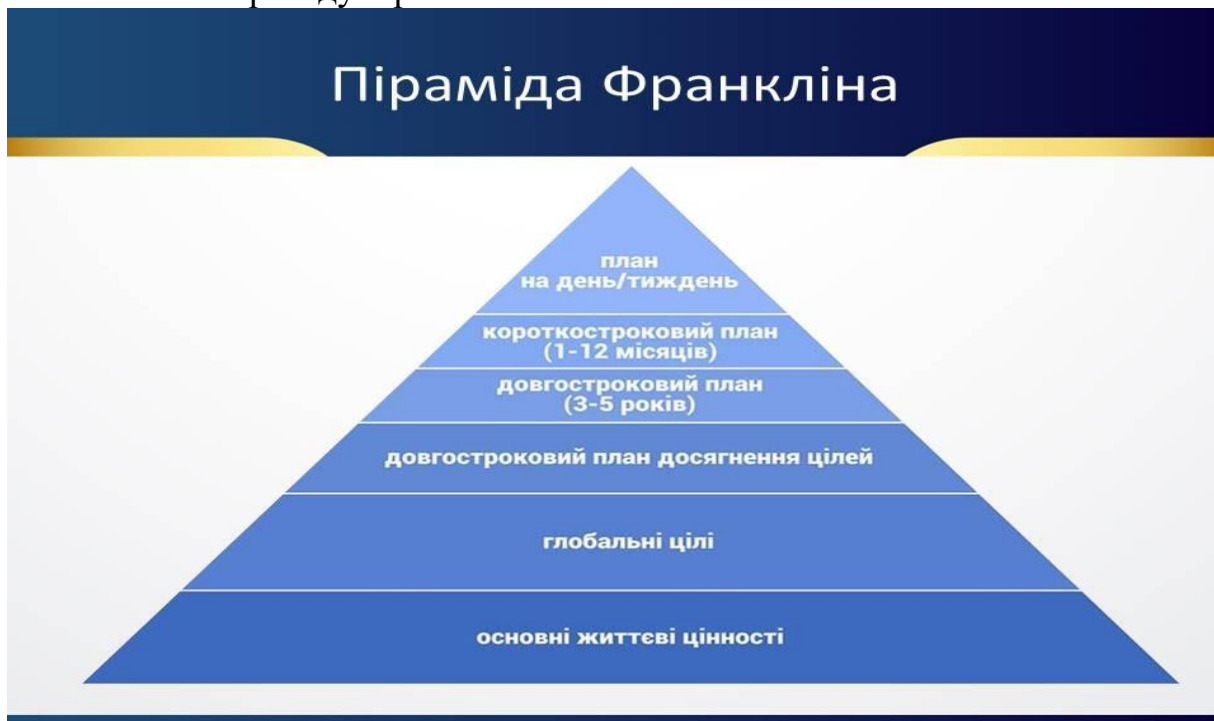 Піраміда Франкліна
план
на день/тиждень
короткостроковий план
(1-12 місяців)
довгостроковий план
(3-5 років)
довгостроковий план досягнення цілей
глобальні цілі
основні життєві цінності